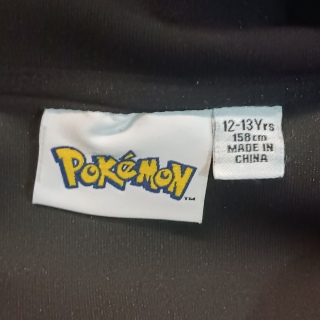 POKéMON
TM
12-13Yrs
158cm
MADE IN
CHINA